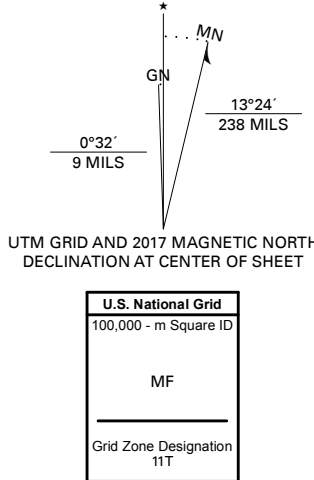 ★
MN
GN
0°32´
9 MILS
13°24´
238 MILS
UTM GRID AND 2017 MAGNETIC NORTH
DECLINATION AT CENTER OF SHEET
U.S. National Grid
100,000 - m Square ID
MF
Grid Zone Designation
11T